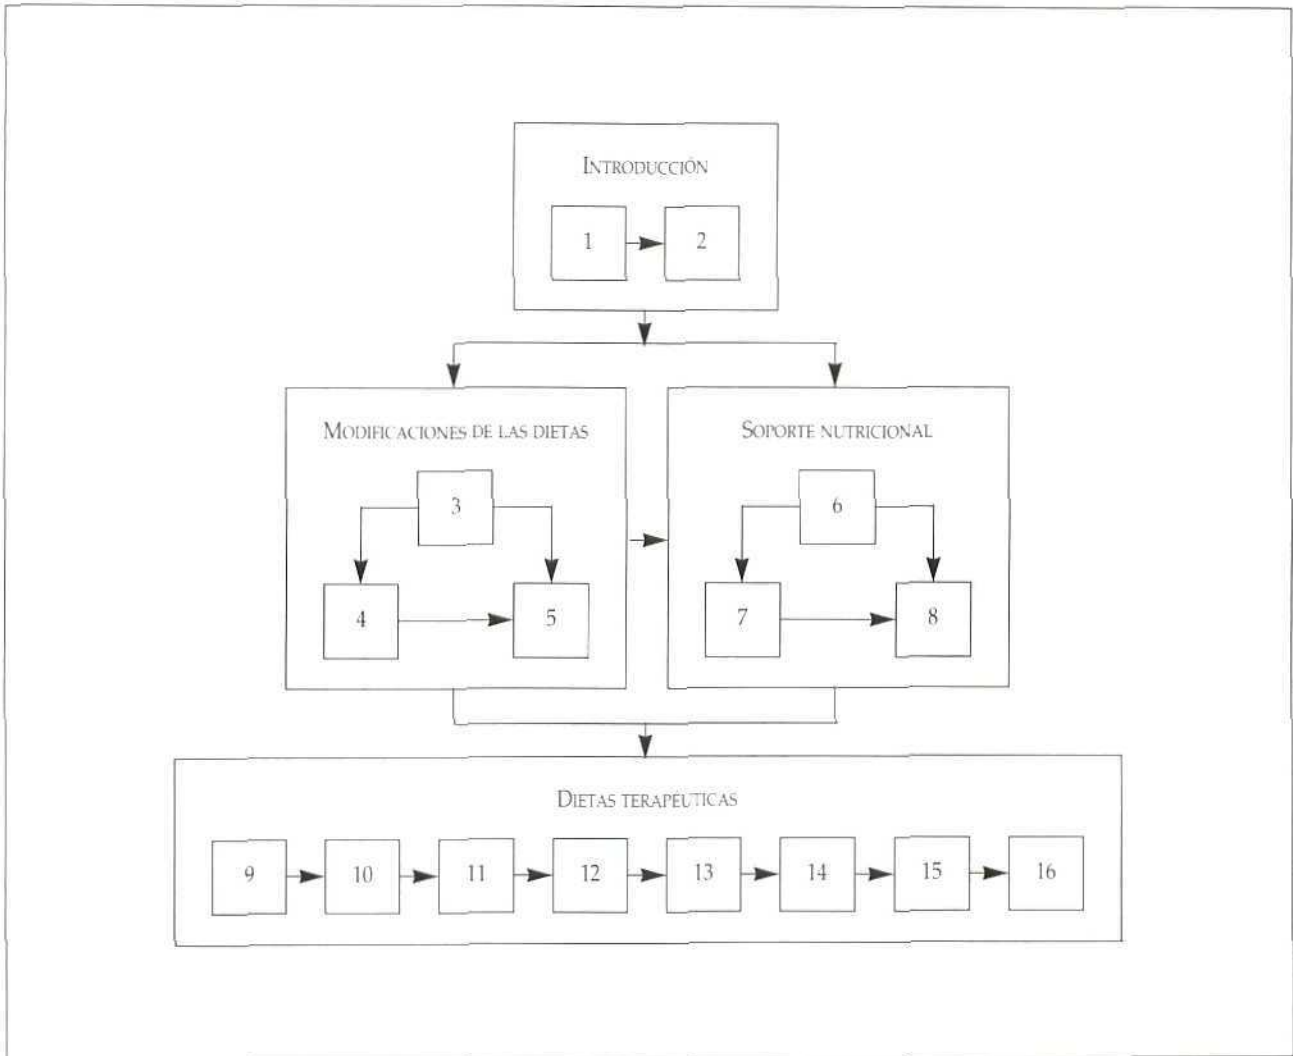 INTRODUCCIÓN
1 2
MODIFICACIONES DE LAS DIETAS
3
4 5
SOPORTE NUTRICIONAL
6
7 8
DIETAS TERAPÉUTICAS
9 10 11 12 13 14 15 16